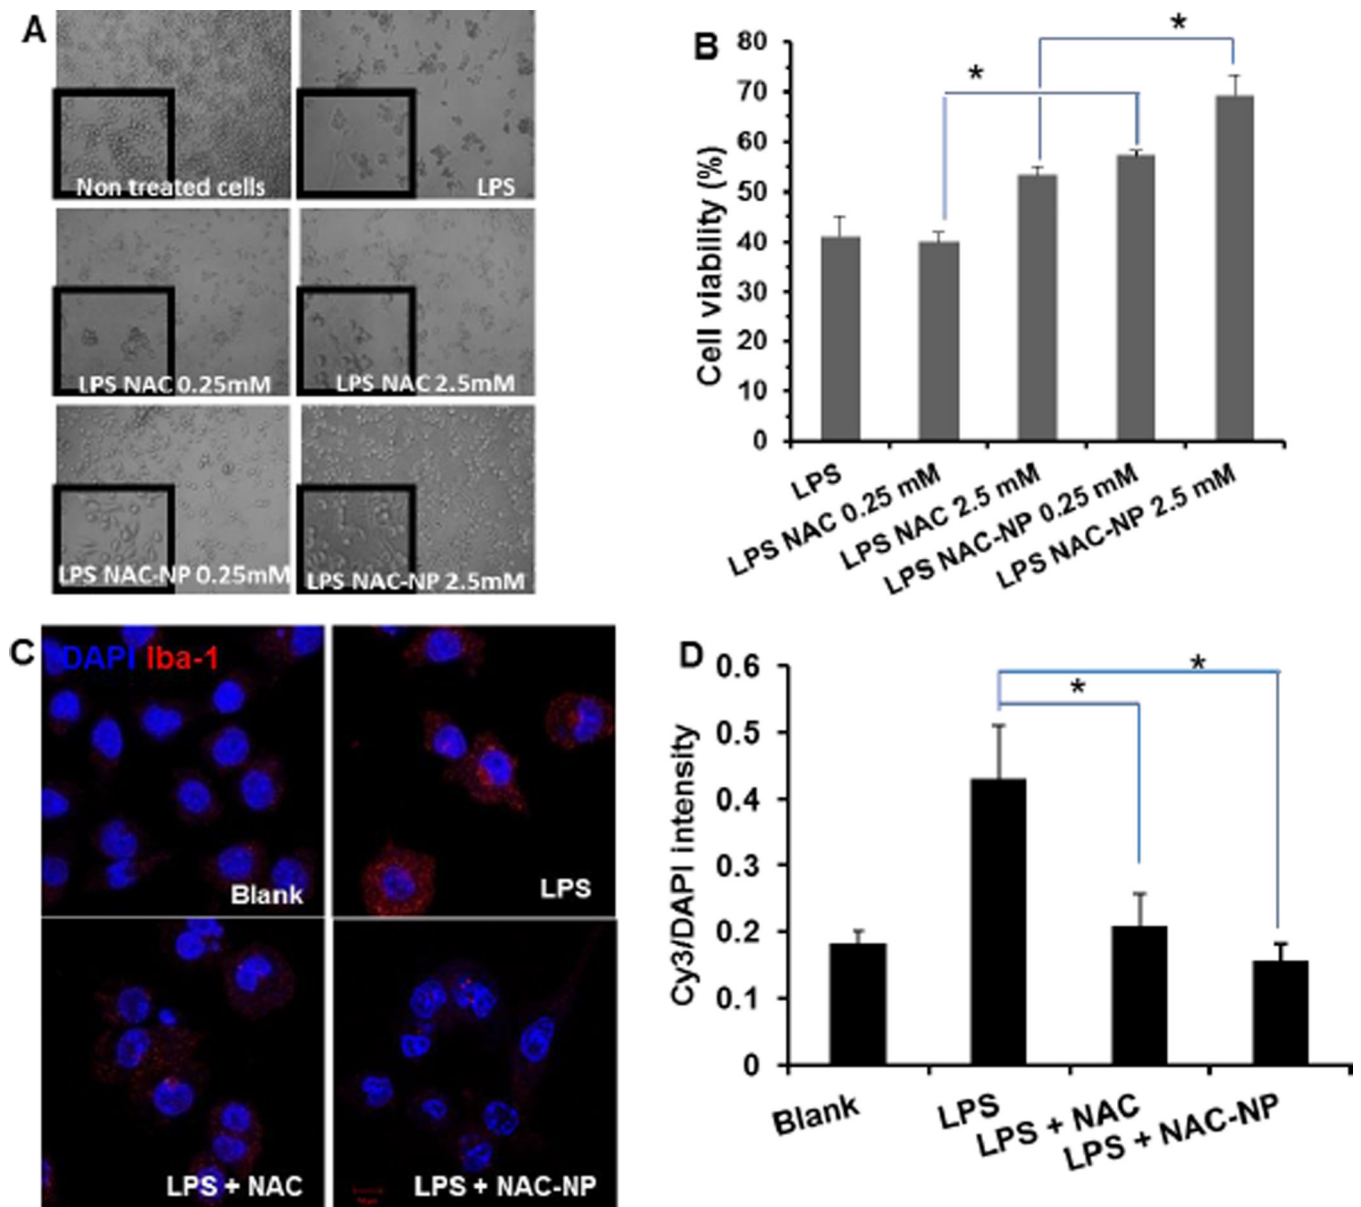 A
Non treated cells
LPS
LPS NAC 0.25mM
LPS NAC 2.5mM
LPS NAC-NP 0.25mM
LPS NAC-NP 2.5mM
B
Cell viability (%)
80
70
60
50
40
30
20
10
0
*
*
LPS
LPS NAC 0.25 mM
LPS NAC 2.5 mM
LPS NAC-NP 0.25 mM
LPS NAC-NP 2.5 mM
C
DAPI Iba-1
Blank
LPS
LPS + NAC
LPS + NAC-NP
D
Cy3/DAPI intensity
0.6
0.5
0.4
0.3
0.2
0.1
0
*
*
Blank
LPS
LPS + NAC
LPS + NAC-NP